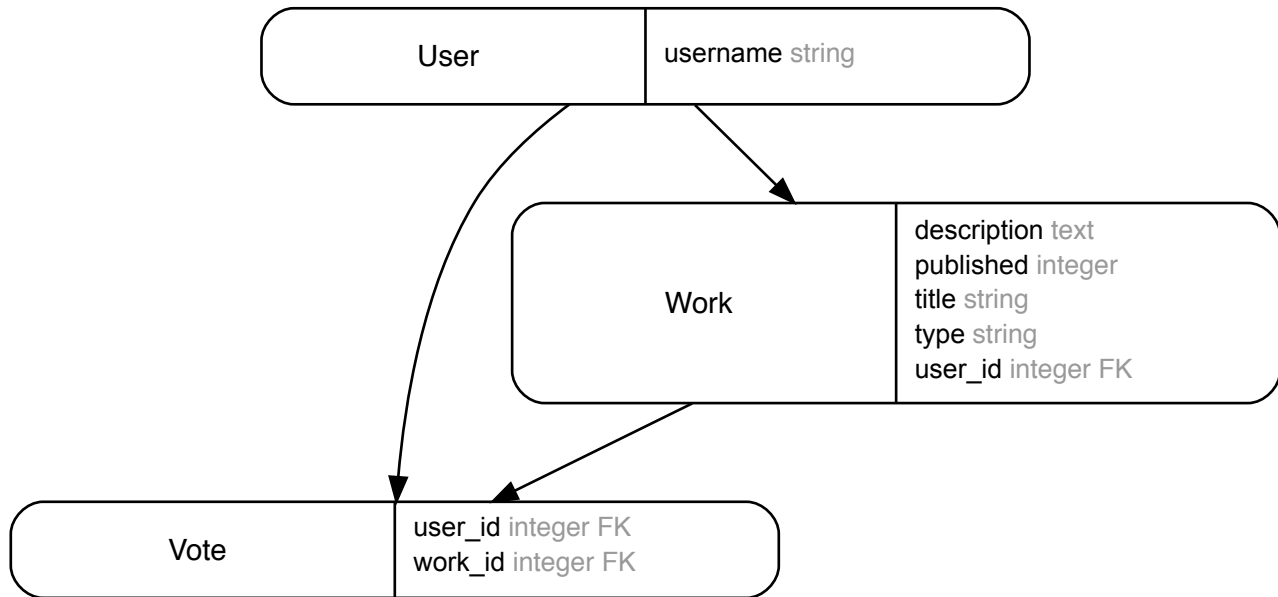 User
username string
Work
description text
published integer
title string
type string
user_id integer FK
Vote
user_id integer FK
work_id integer FK